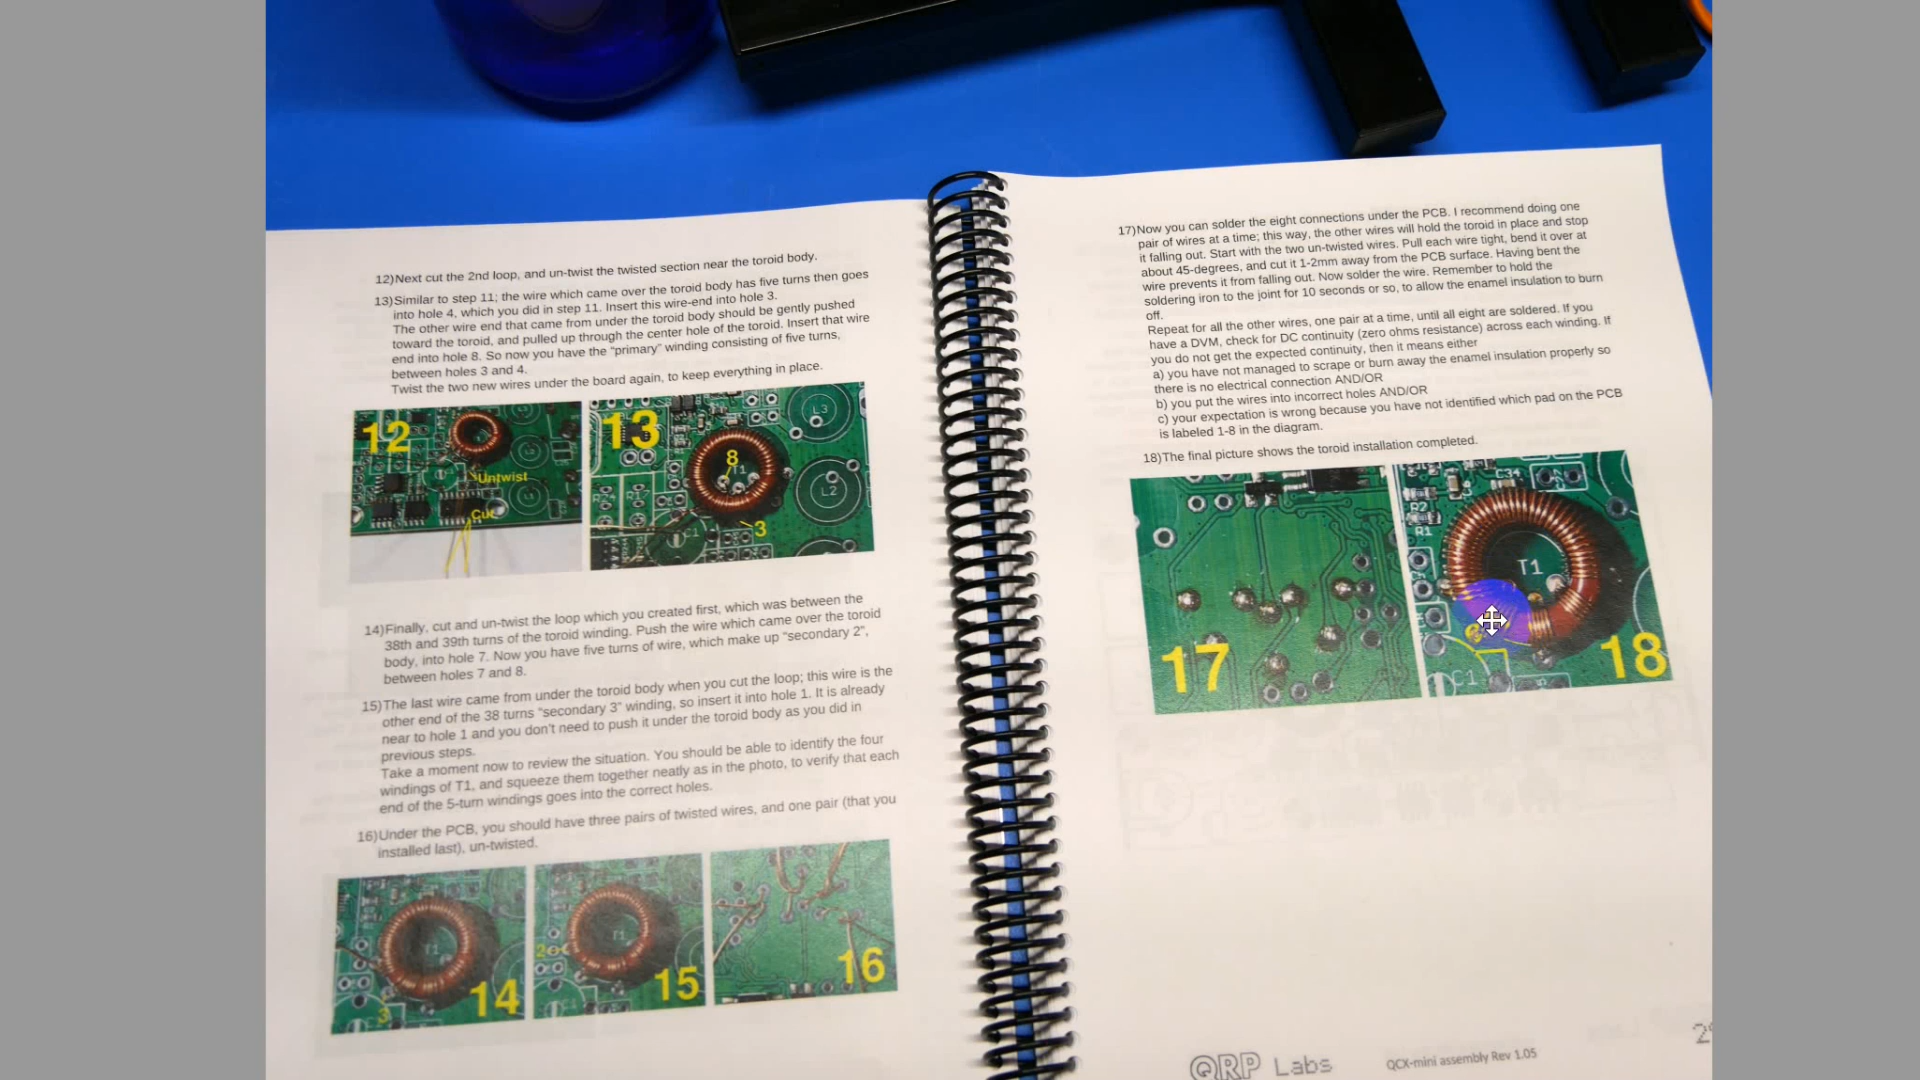 12)Next cut the 2nd loop, and un-twist the twisted section near the toroid body.
13)Similar to step 11; the wire which came over the toroid body has five turns then goes
into hole 4, which you did in step 11. Insert this wire-end into hole 3.
The other wire end that came from under the toroid body should be gently pushed
toward the toroid, and pulled up through the center hole of the toroid. Insert that wire
end into hole 8. So now you have the “primary” winding consisting of five turns,
between holes 3 and 4.
Twist the two new wires under the board again, to keep everything in place.
12
Untwist
Cut
13
8
T1
3
L3
L2
R24
R17
C1
14)Finally, cut and un-twist the loop which you created first, which was between the
38th and 39th turns of the toroid winding. Push the wire which came over the toroid
body, into hole 7. Now you have five turns of wire, which make up “secondary 2”,
between holes 7 and 8.
15)The last wire came from under the toroid body when you cut the loop; this wire is the
other end of the 38 turns “secondary 3” winding, so insert it into hole 1. It is already
near to hole 1 and you don’t need to push it under the toroid body as you did in
previous steps.
Take a moment now to review the situation. You should be able to identify the four
windings of T1, and squeeze them together neatly as in the photo, to verify that each
end of the 5-turn windings goes into the correct holes.
16)Under the PCB, you should have three pairs of twisted wires, and one pair (that you
installed last), un-twisted.
T1
3
14
2
T1
15
16
17)Now you can solder the eight connections under the PCB. I recommend doing one
pair of wires at a time; this way, the other wires will hold the toroid in place and stop
it falling out. Start with the two un-twisted wires. Pull each wire tight, bend it over at
about 45-degrees, and cut it 1-2mm away from the PCB surface. Having bent the
wire prevents it from falling out. Now solder the wire. Remember to hold the
soldering iron to the joint for 10 seconds or so, to allow the enamel insulation to burn
off.
Repeat for all the other wires, one pair at a time, until all eight are soldered. If you
have a DVM, check for DC continuity (zero ohms resistance) across each winding. If
you do not get the expected continuity, then it means either
a) you have not managed to scrape or burn away the enamel insulation properly so
there is no electrical connection AND/OR
b) you put the wires into incorrect holes AND/OR
c) your expectation is wrong because you have not identified which pad on the PCB
is labeled 1-8 in the diagram.
18)The final picture shows the toroid installation completed.
17
C34
R2
R1
T1
C1
18
QRP Labs
QCX-mini assembly Rev 1.05